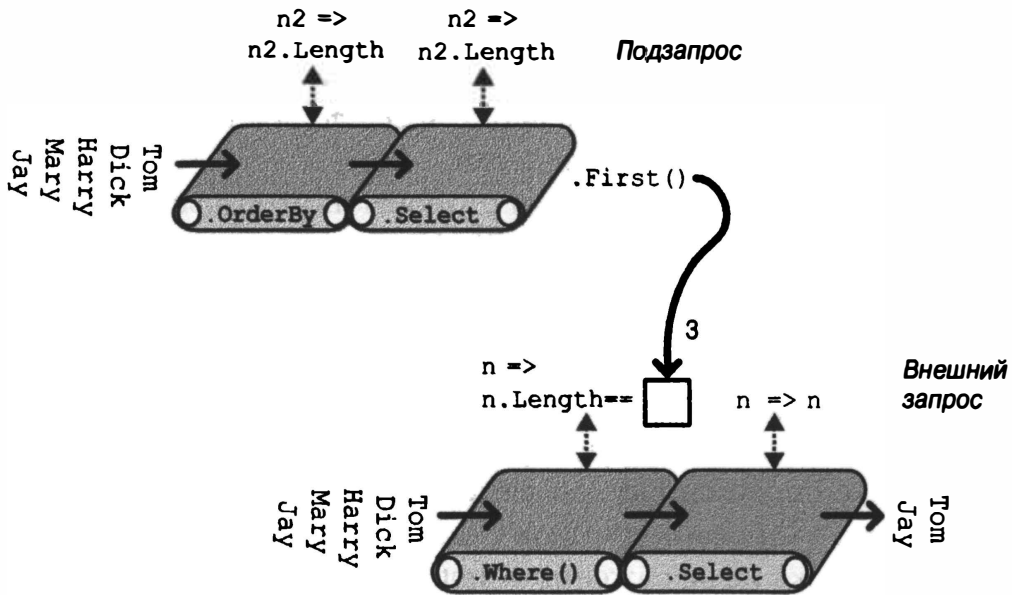 n2 =>
n2.Length
n2 =>
n2.Length
Подзапрос
Tom
Dick
Harry
Mary
Jay
.OrderBy
.Select
.First()
3
n =>
n.Length==
n => n
Внешний
запрос
Tom
Dick
Harry
Mary
Jay
.Where()
.Select
Tom
Jay